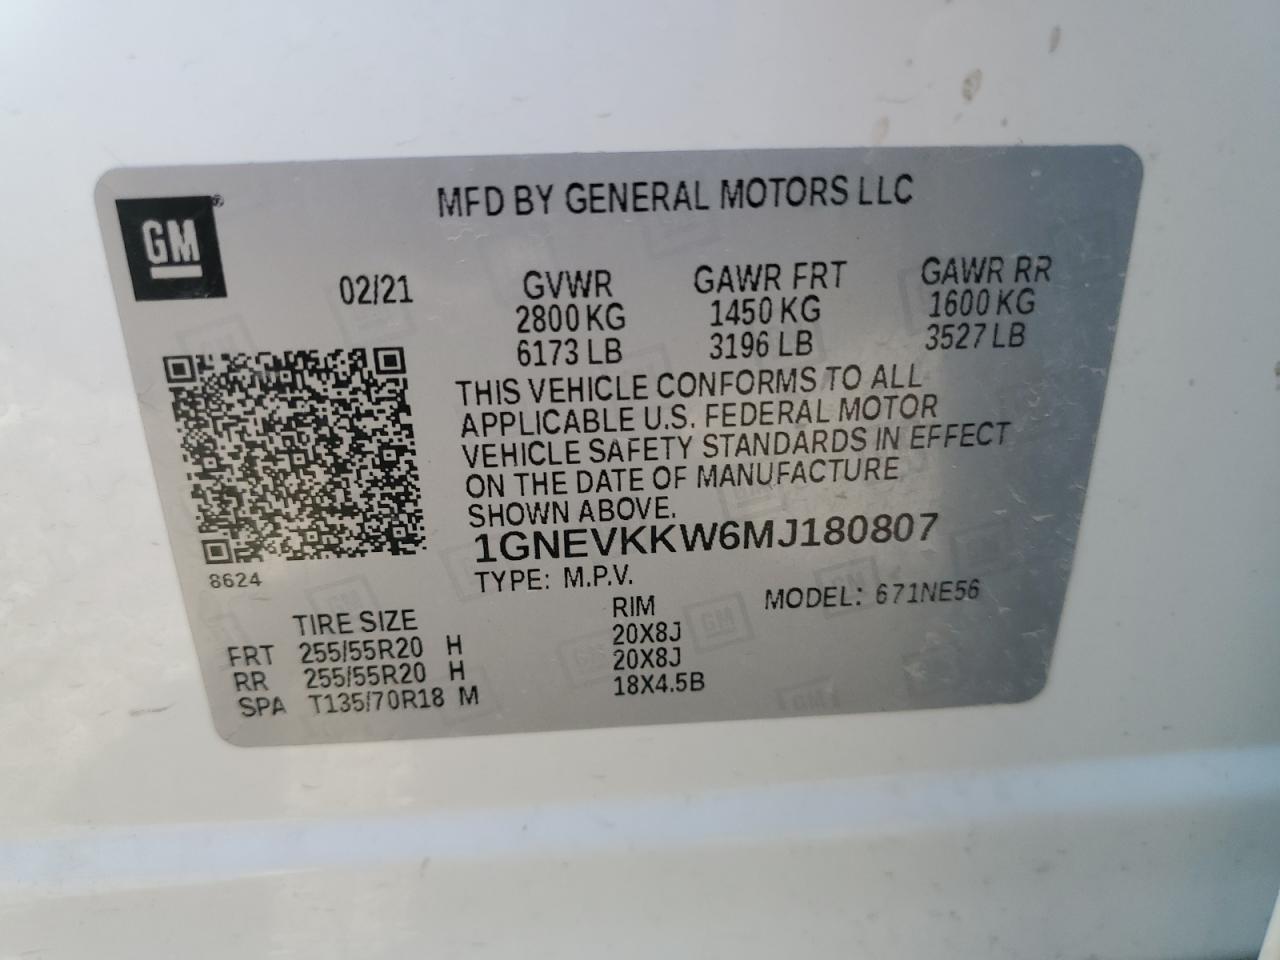 MFD BY GENERAL MOTORS LLC
GM®
02/21 GVWR GAWR FRT GAWR RR
2800 KG 1450 KG 1600 KG
6173 LB 3196 LB 3527 LB
THIS VEHICLE CONFORMS TO ALL
APPLICABLE U.S. FEDERAL MOTOR
VEHICLE SAFETY STANDARDS IN EFFECT
ON THE DATE OF MANUFACTURE
SHOWN ABOVE.
1GNEVKKW6MJ180807
8624
TYPE: M.P.V. MODEL: 671NE56
TIRE SIZE RIM
FRT 255/55R20 H 20X8J
RR 255/55R20 H 20X8J
SPA T135/70R18 M 18X4.5B